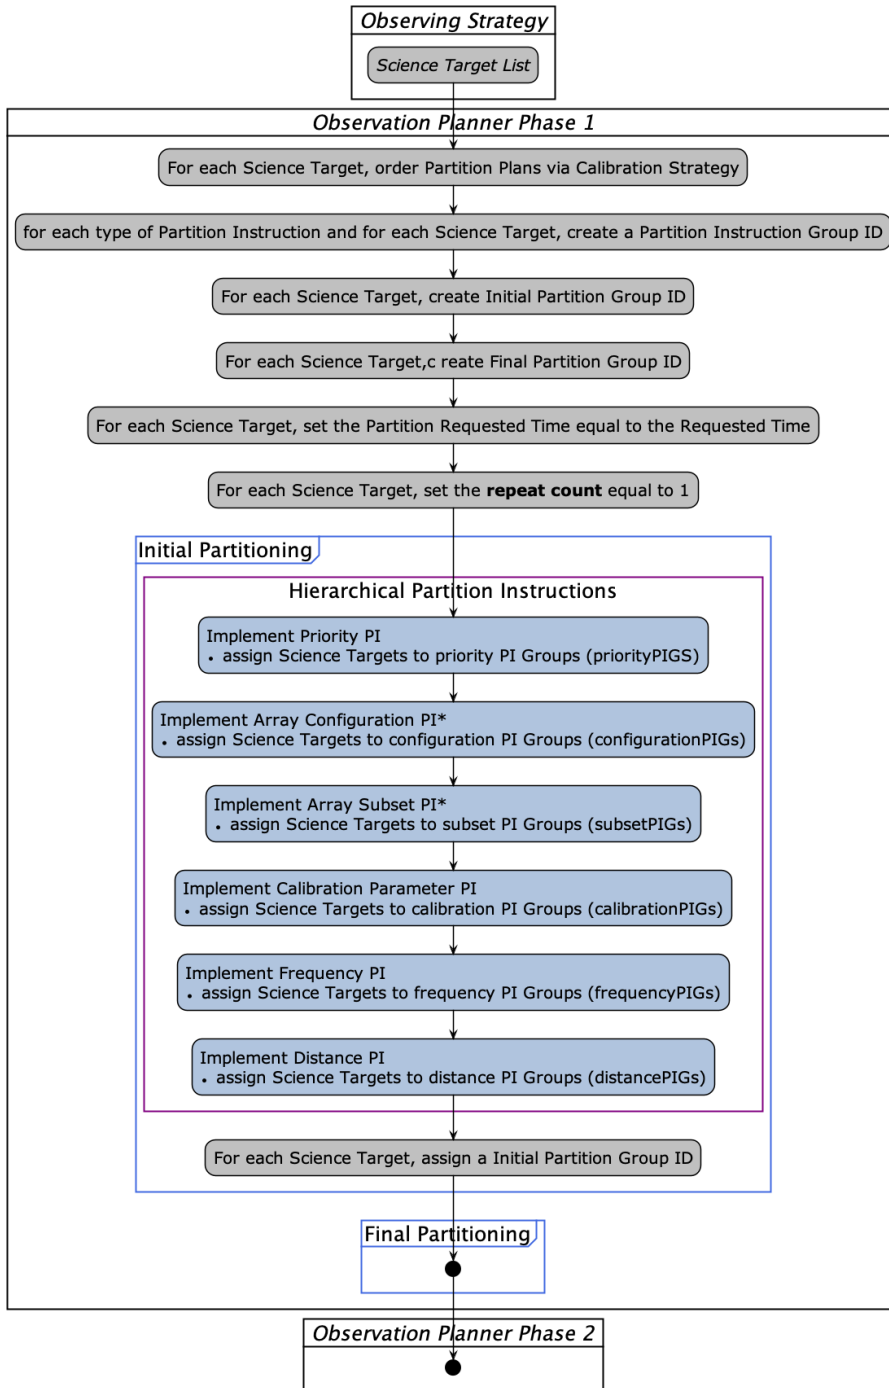 Observing Strategy
Science Target List
Observation Planner Phase 1
For each Science Target, order Partition Plans via Calibration Strategy
for each type of Partition Instruction and for each Science Target, create a Partition Instruction Group ID
For each Science Target, create Initial Partition Group ID
For each Science Target,c reate Final Partition Group ID
For each Science Target, set the Partition Requested Time equal to the Requested Time
For each Science Target, set the repeat count equal to 1
Initial Partitioning
Hierarchical Partition Instructions
Implement Priority PI
• assign Science Targets to priority PI Groups (priorityPIGS)
Implement Array Configuration PI*
• assign Science Targets to configuration PI Groups (configurationPIGs)
Implement Array Subset PI*
• assign Science Targets to subset PI Groups (subsetPIGs)
Implement Calibration Parameter PI
• assign Science Targets to calibration PI Groups (calibrationPIGs)
Implement Frequency PI
• assign Science Targets to frequency PI Groups (frequencyPIGs)
Implement Distance PI
• assign Science Targets to distance PI Groups (distancePIGs)
For each Science Target, assign a Initial Partition Group ID
Final Partitioning
Observation Planner Phase 2